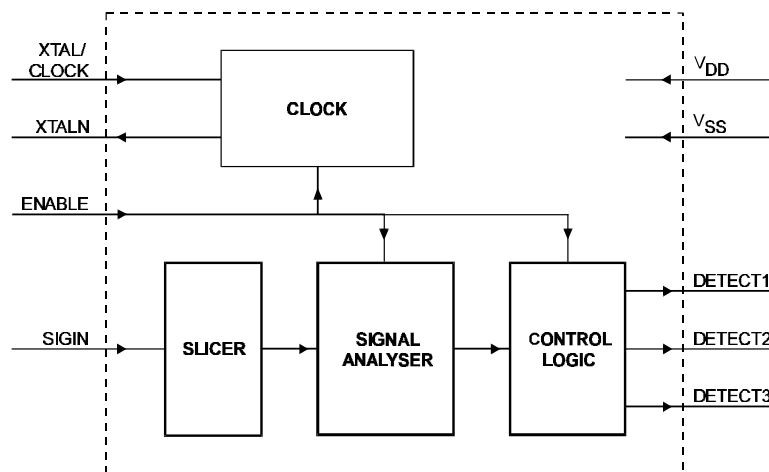 XTAL/
CLOCK
CLOCK
VDD
XTALN
VSS
ENABLE
SIGIN
SLICER
SIGNAL
ANALYSER
CONTROL
LOGIC
DETECT1
DETECT2
DETECT3